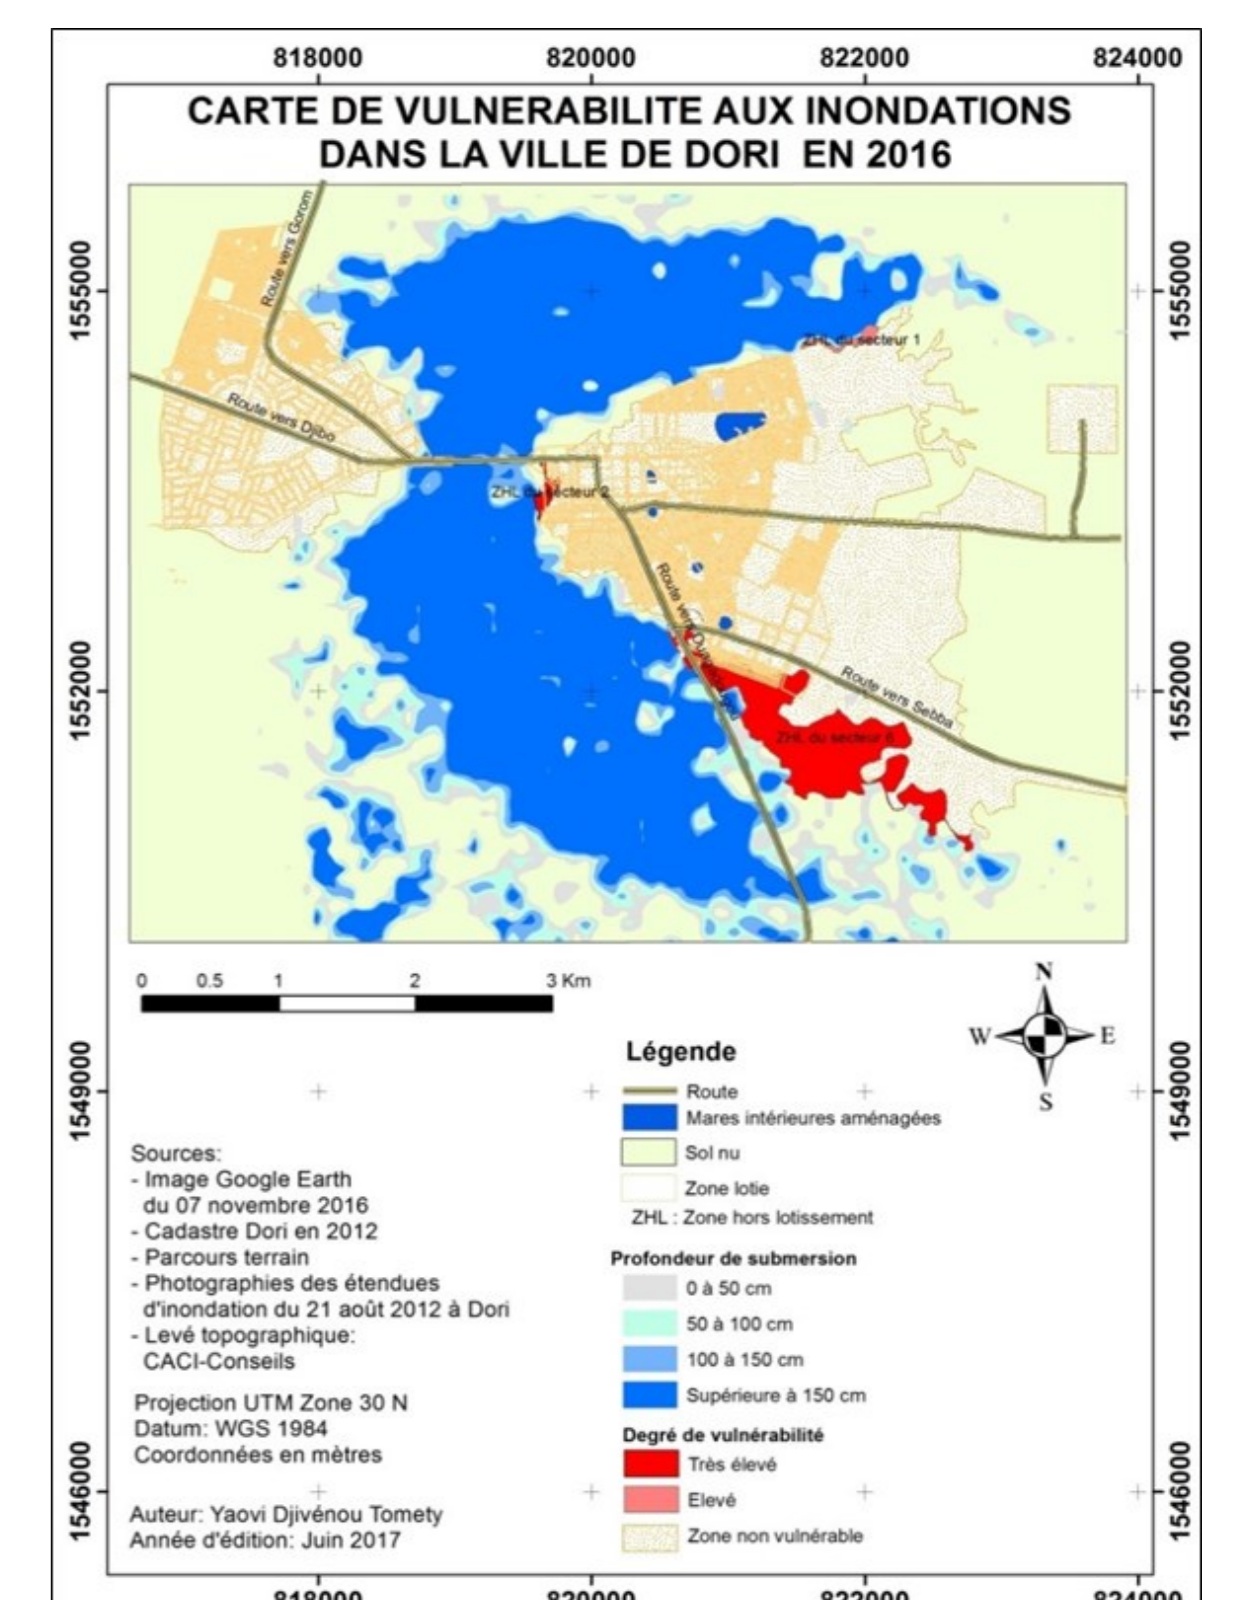 818000 820000 822000 824000
CARTE DE VULNERABILITE AUX INONDATIONS
DANS LA VILLE DE DORI EN 2016
1555000 1555000
Route vers Gorom
ZHL du secteur 1
Route vers Djibo
ZHL du secteur 2
Route vers
Route vers Sebba
1552000 1552000
ZHL du secteur 6
0 0.5 1 2 3 Km
N
W E
S
Légende
Route
Mares intérieures aménagées
Sol nu
Zone lotie
ZHL : Zone hors lotissement
Profondeur de submersion
0 à 50 cm
50 à 100 cm
100 à 150 cm
Supérieure à 150 cm
Degré de vulnérabilité
Très élevé
Elevé
Zone non vulnérable
1549000 1549000
Sources:
- Image Google Earth
du 07 novembre 2016
- Cadastre Dori en 2012
- Parcours terrain
- Photographies des étendues
d'inondation du 21 août 2012 à Dori
- Levé topographique:
CACI-Conseils
Projection UTM Zone 30 N
Datum: WGS 1984
Coordonnées en mètres
1546000 1546000
Auteur: Yaovi Djivénou Tomety
Année d'édition: Juin 2017
818000 820000 822000 824000